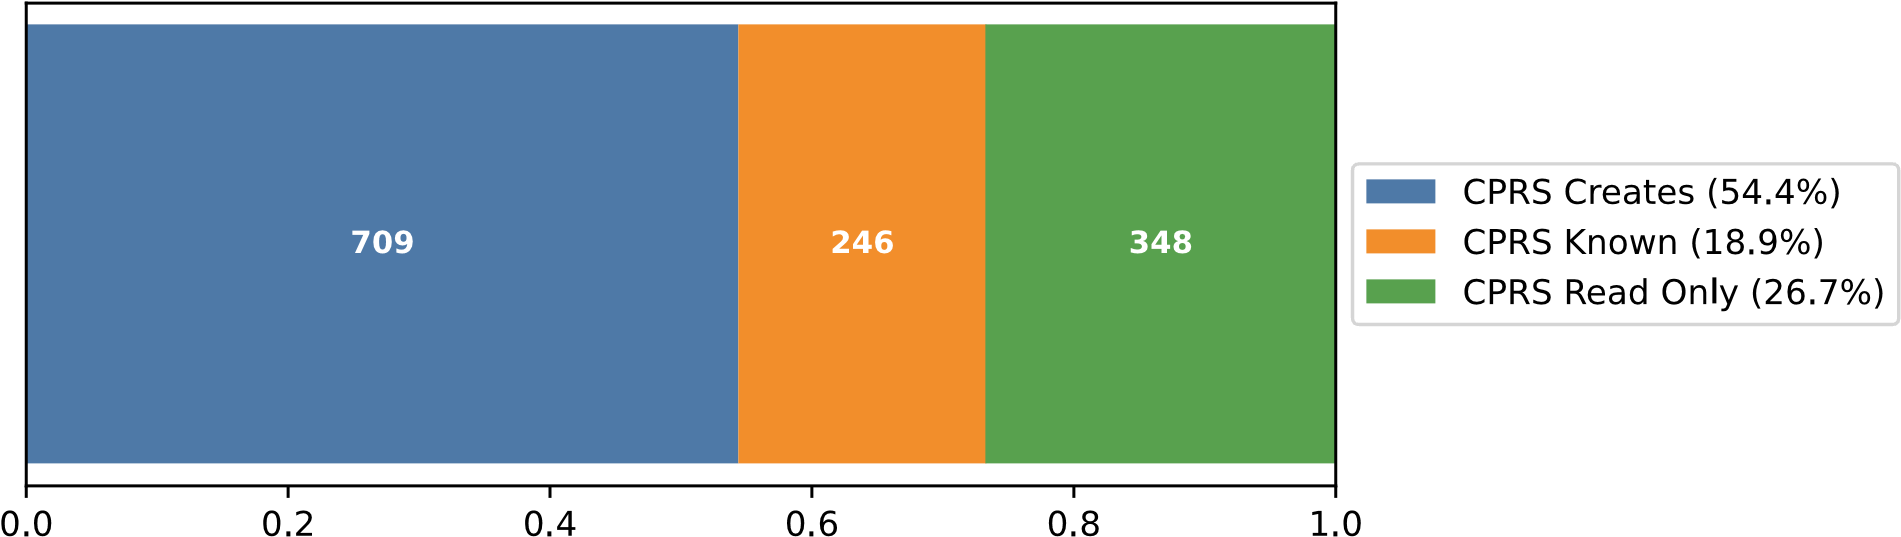 709 246 348
CPRS Creates (54.4%)
CPRS Known (18.9%)
CPRS Read Only (26.7%)
0.0 0.2 0.4 0.6 0.8 1.0